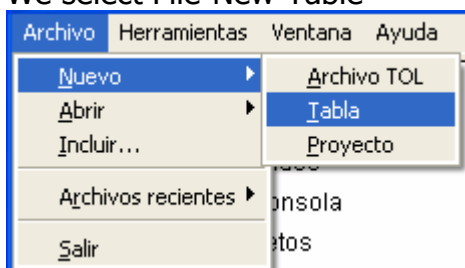 We select File-New-Table
Archivo Herramientas Ventana Ayuda
Nuevo Archivo TOL
Abrir Tabla
Incluir... Proyecto
Archivos recientes
Salir